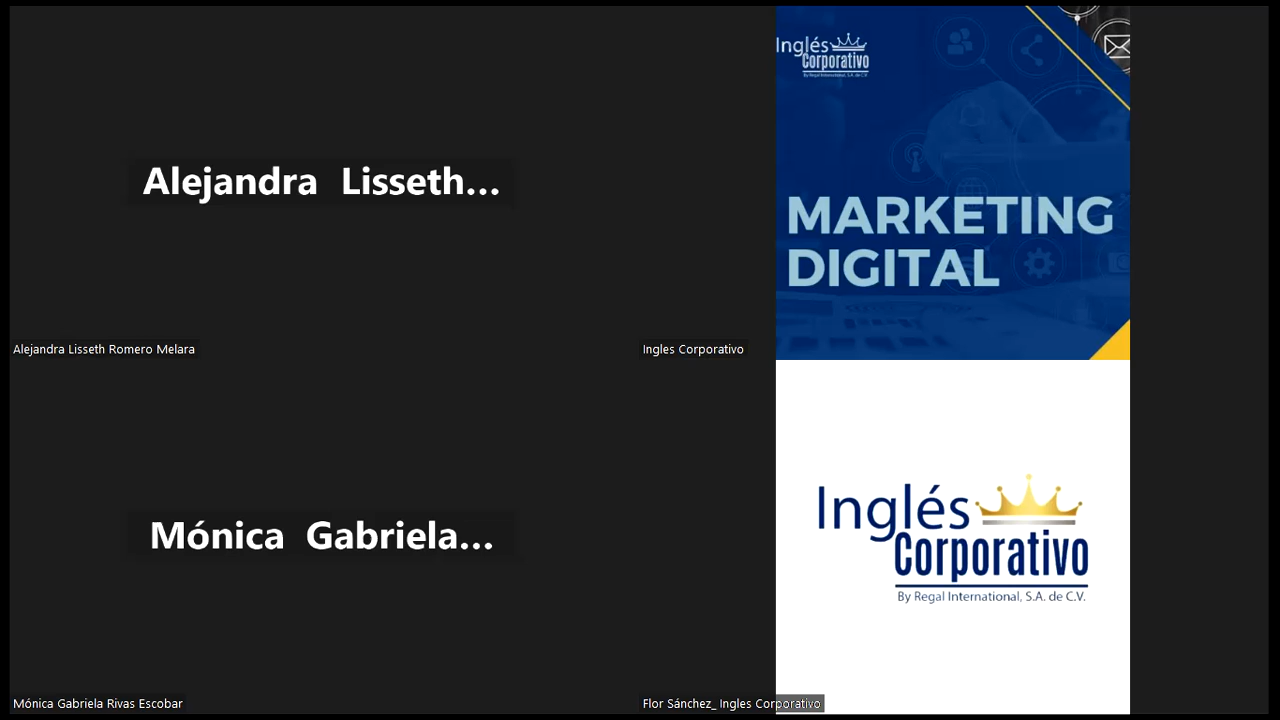 Alejandra Lisseth...
Alejandra Lisseth Romero Melara
Inglés
Corporativo
By Regal International, S.A. de C.V.
MARKETING
DIGITAL
Ingles Corporativo
Mónica Gabriela...
Mónica Gabriela Rivas Escobar
Inglés
Corporativo
By Regal International, S.A. de C.V.
Flor Sánchez_ Ingles Corporativo